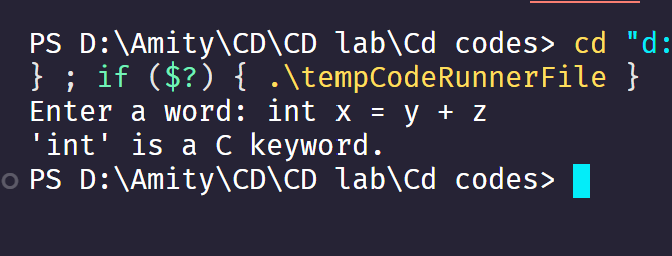 PS D:\Amity\CD\CD lab\Cd codes> cd "d:
} ; if ($?) { .\tempCodeRunnerFile }
Enter a word: int x = y + z
'int' is a C keyword.
PS D:\Amity\CD\CD lab\Cd codes>